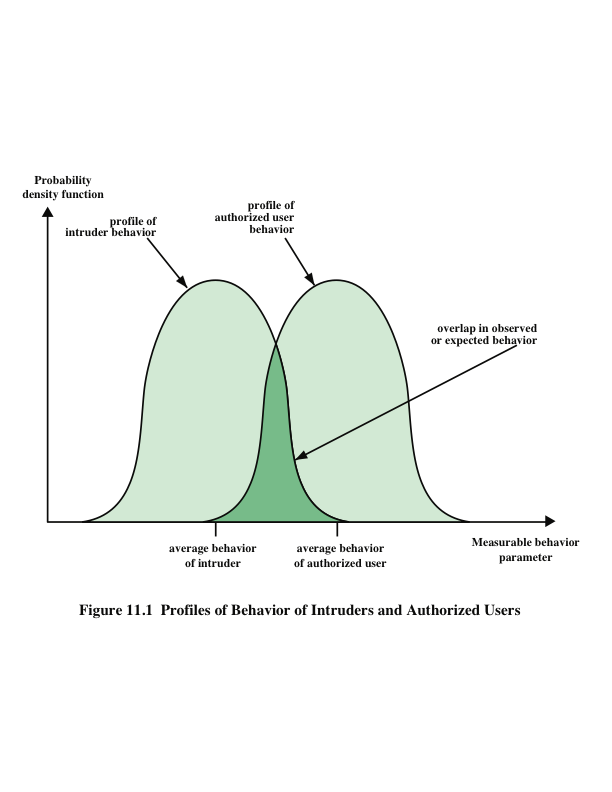 Probability
density function
profile of
intruder behavior
profile of
authorized user
behavior
overlap in observed
or expected behavior
average behavior
of intruder
average behavior
of authorized user
Measurable behavior
parameter
Figure 11.1  Profiles of Behavior of Intruders and Authorized Users